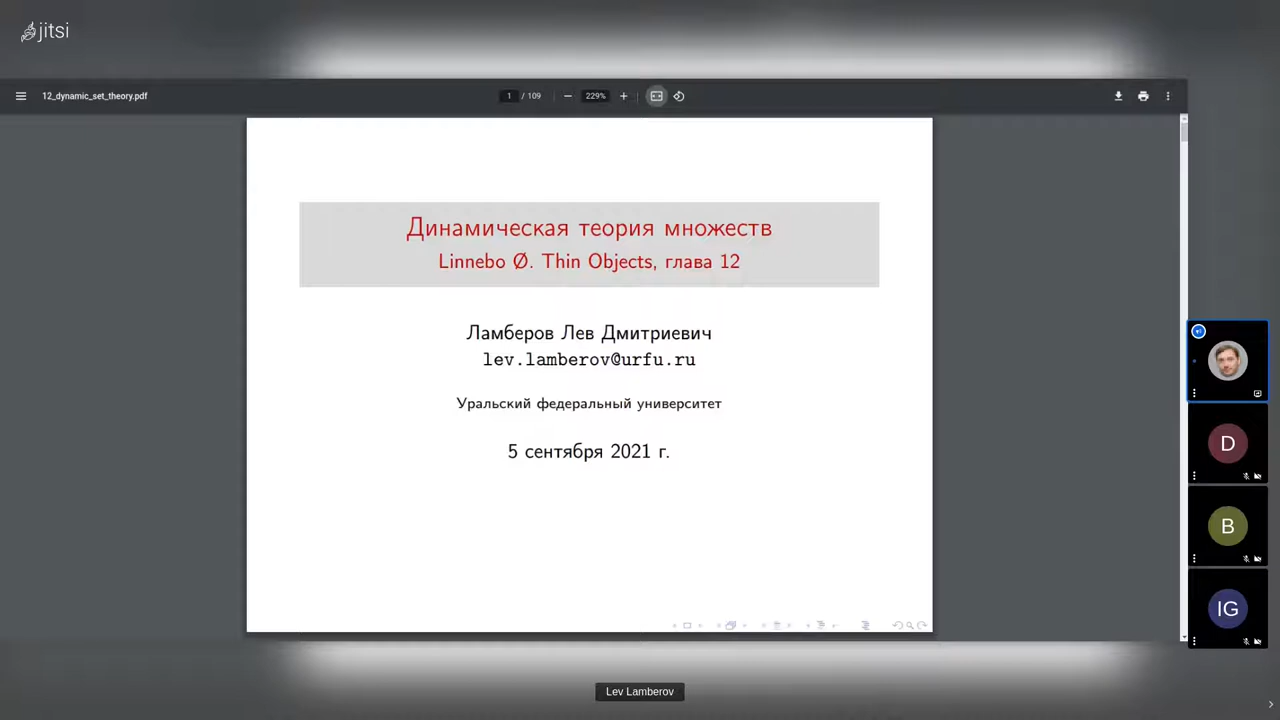 jitsi
12_dynamic_set_theory.pdf
1 / 109
229%
Динамическая теория множеств
Linnebo Ø. Thin Objects, глава 12
Ламберов Лев Дмитриевич
lev.lamberov@urfu.ru
Уральский федеральный университет
5 сентября 2021 г.
D
B
IG
Lev Lamberov